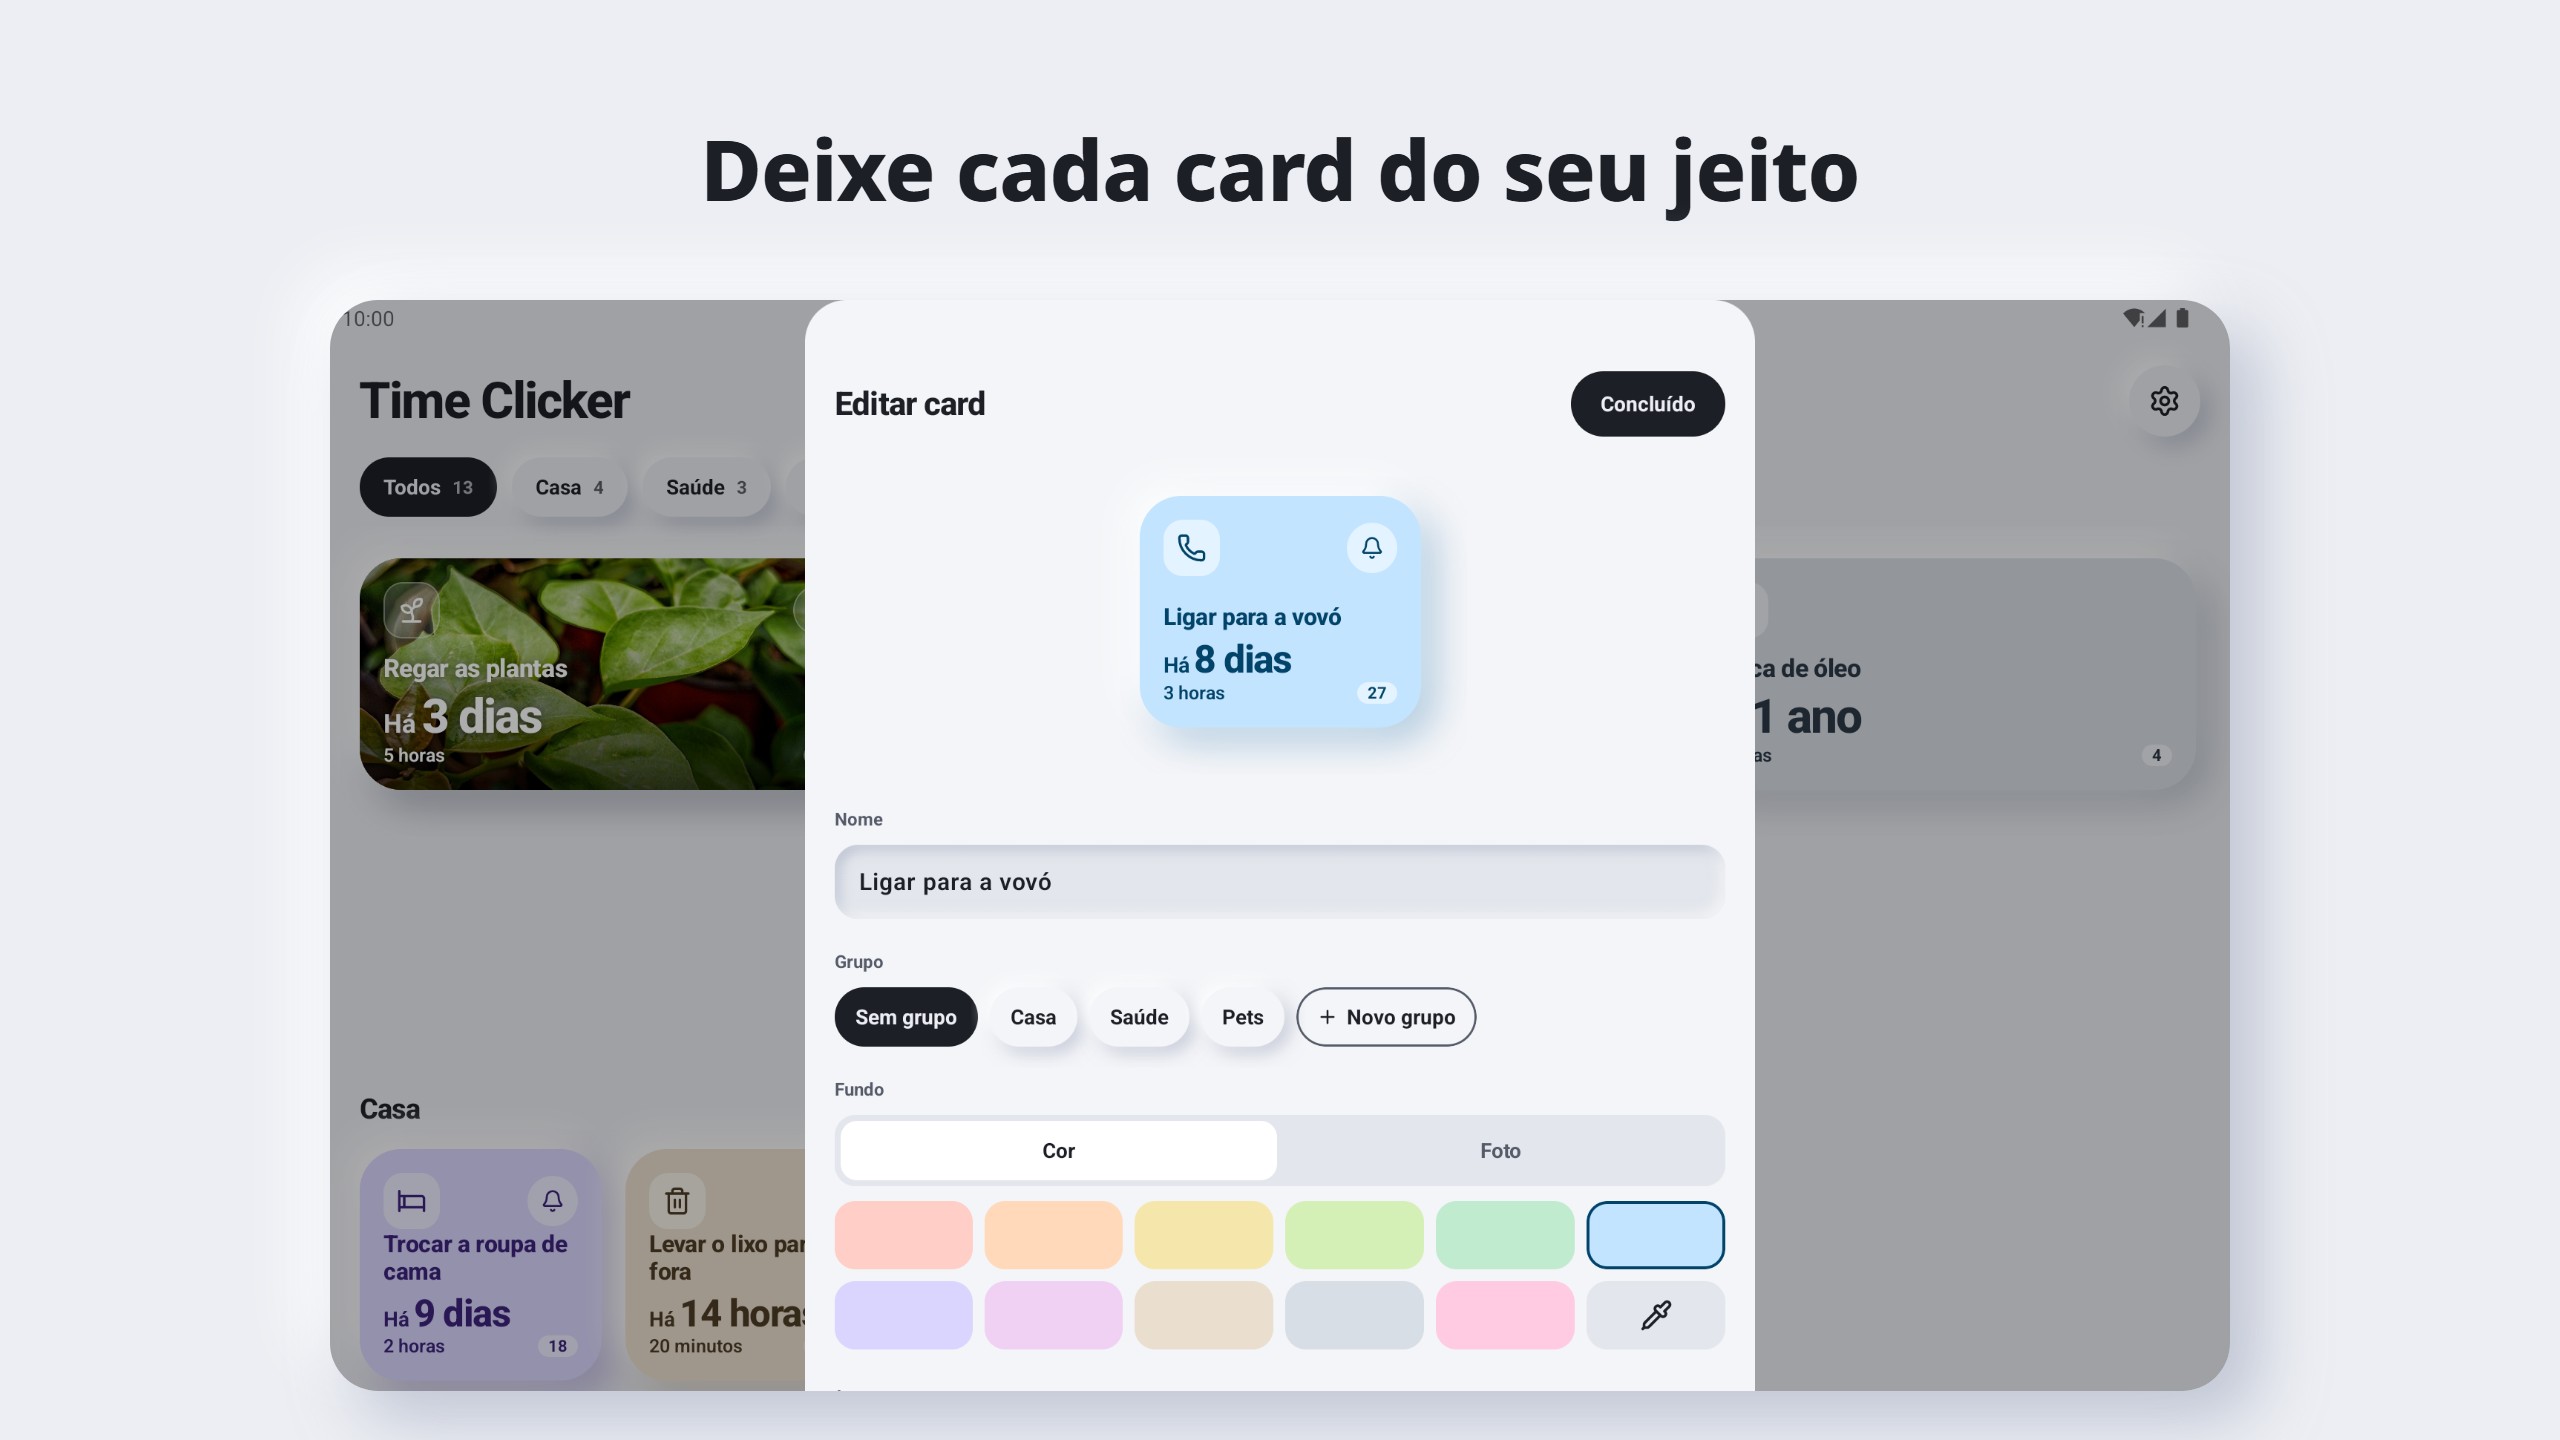 Deixe cada card do seu jeito
10:00
Time Clicker
Todos 13
Casa 4
Saúde 3
Regar as plantas
Há 3 dias
5 horas
Casa
Trocar a roupa de
cama
Há 9 dias
2 horas
18
Levar o lixo par
fora
Há 14 horas
20 minutos
Editar card
Concluído
Ligar para a vovó
Há 8 dias
3 horas
27
Nome
Ligar para a vovó
Grupo
Sem grupo
Casa
Saúde
Pets
+ Novo grupo
Fundo
Cor
Foto
ca de óleo
1 ano
as
4